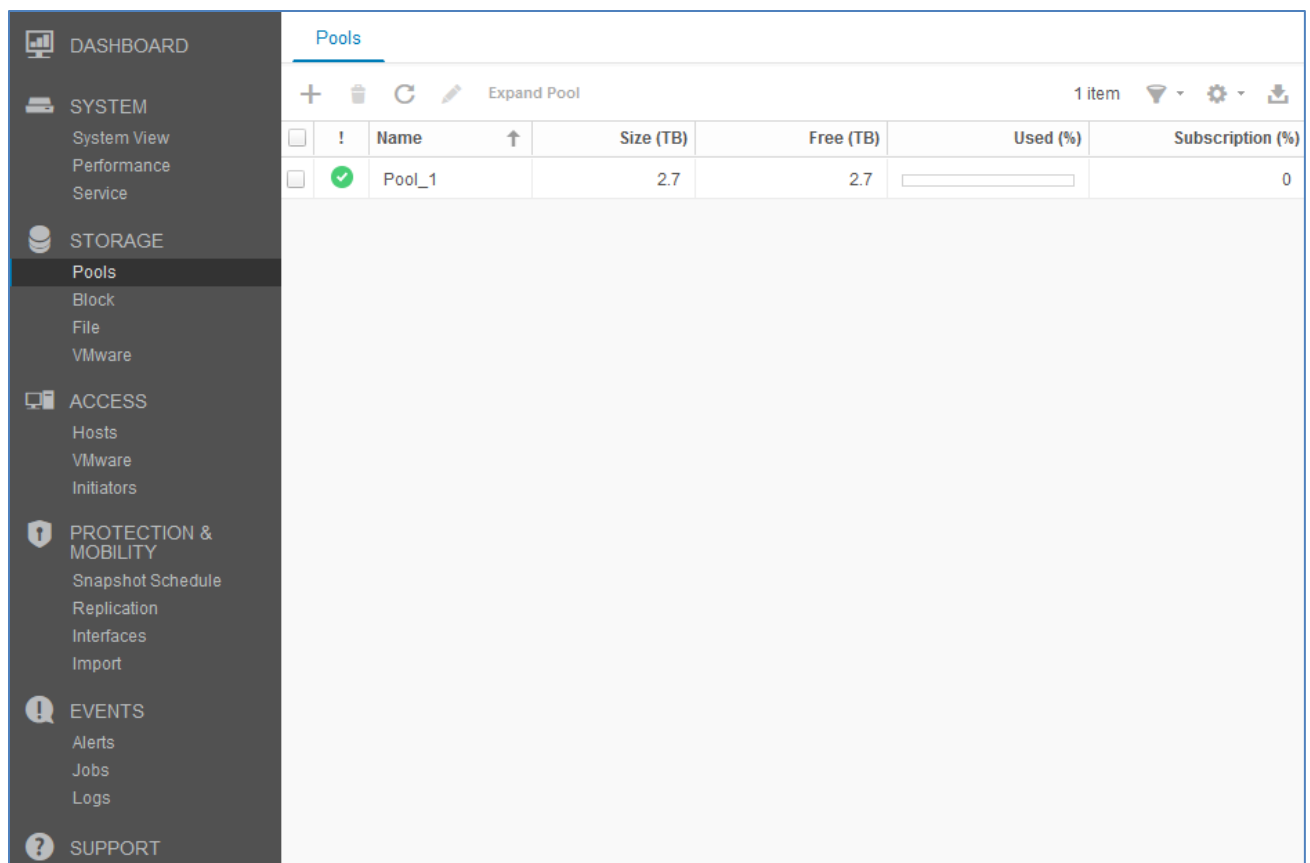 DASHBOARD
SYSTEM
System View
Performance
Service
STORAGE
Pools
Block
File
VMware
ACCESS
Hosts
VMware
Initiators
PROTECTION &
MOBILITY
Snapshot Schedule
Replication
Interfaces
Import
EVENTS
Alerts
Jobs
Logs
SUPPORT
Pools
Expand Pool 1 item
! Name Size (TB) Free (TB) Used (%) Subscription (%)
Pool_1 2.7 2.7 0